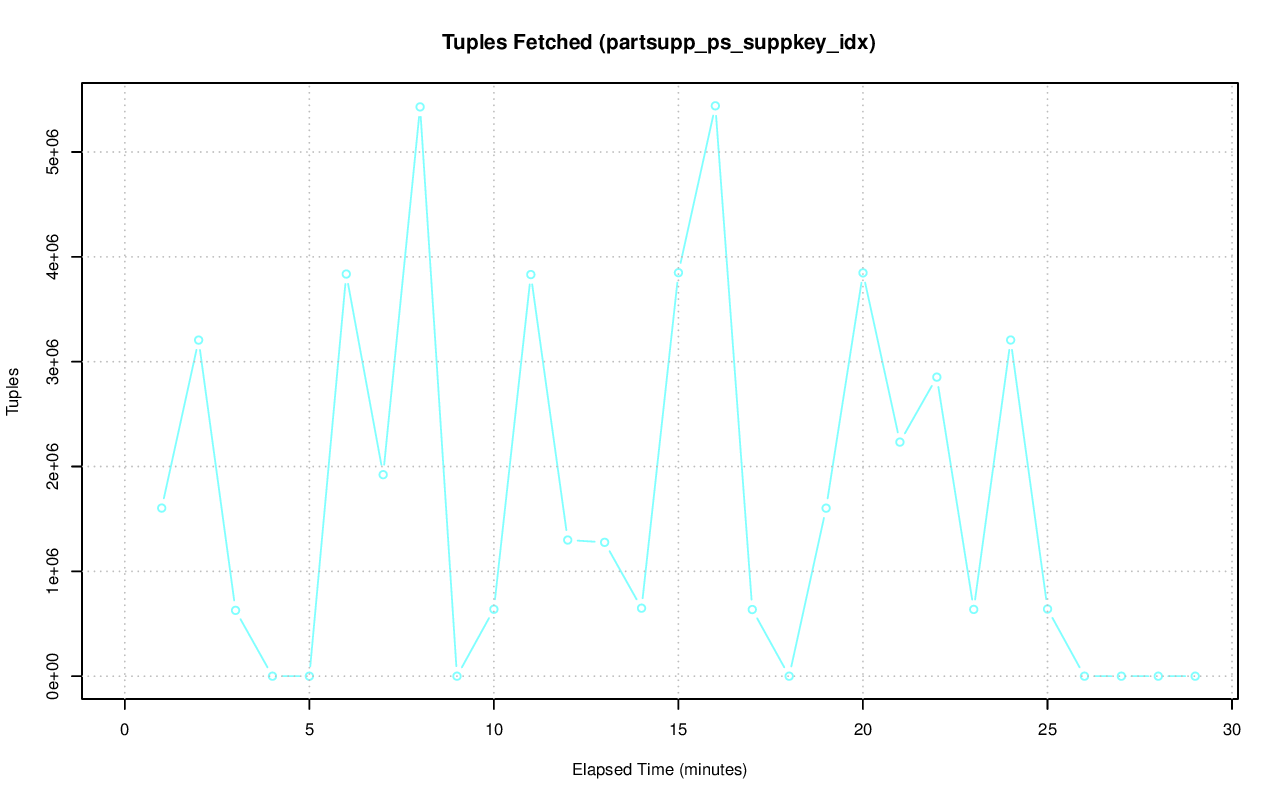 Tuples Fetched (partsupp_ps_suppkey_idx)
5e+06
4e+06
3e+06
2e+06
1e+06
0e+00
Tuples
0 5 10 15 20 25 30
Elapsed Time (minutes)